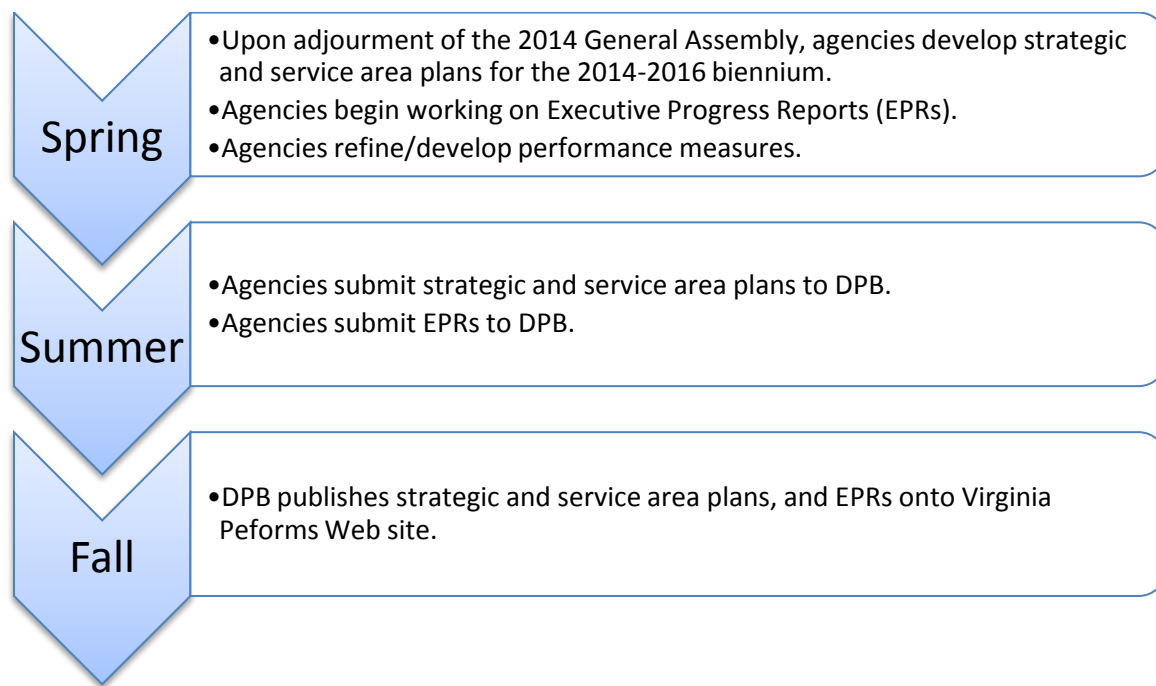 Spring
•Upon adjourment of the 2014 General Assembly, agencies develop strategic
and service area plans for the 2014-2016 biennium.
•Agencies begin working on Executive Progress Reports (EPRs).
•Agencies refine/develop performance measures.
Summer
•Agencies submit strategic and service area plans to DPB.
•Agencies submit EPRs to DPB.
Fall
•DPB publishes strategic and service area plans, and EPRs onto Virginia
Peforms Web site.